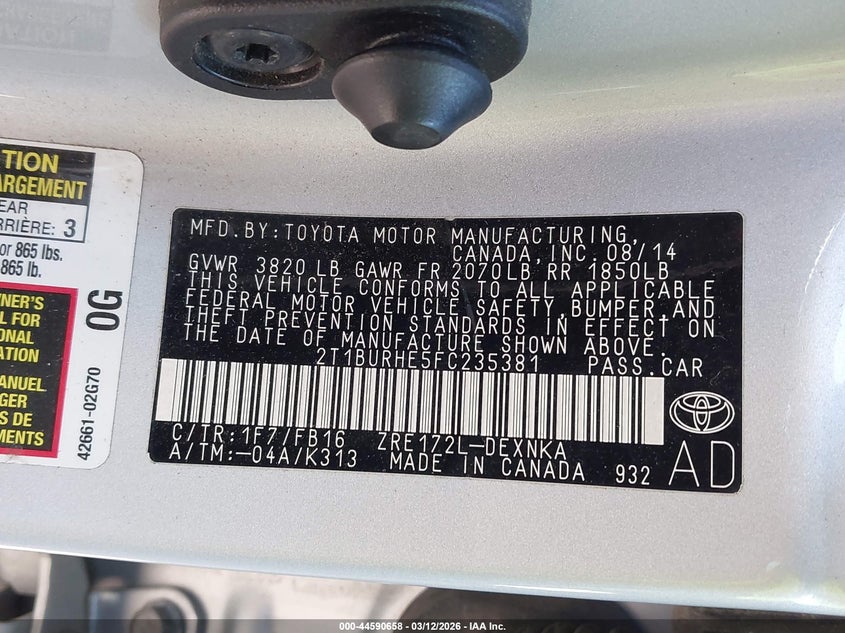 TION
ARGEMENT
EAR
RRIÈRE: 3
or 865 lbs.
865 lb.
WNER'S
L FOR
ONAL
ATION
MANUEL
GER
S DE
MENTS
OG
42661-02G70
MFD.BY:TOYOTA MOTOR MANUFACTURING,
CANADA,INC.08/14
GVWR 3820 LB GAWR FR 2070LB RR 1850LB
THIS VEHICLE CONFORMS TO ALL APPLICABLE
FEDERAL MOTOR VEHICLE SAFETY,BUMPER,AND
THEFT PREVENTION STANDARDS IN EFFECT ON
THE DATE OF MANUFACTURE SHOWN ABOVE.
2T1BURHE5FC235381 PASS.CAR
C/TR:1F7/FB16 ZRE172L-DEXNKA
A/TM:-04A/K313 MADE IN CANADA 932
AD
000-44590658 - 03/12/2026 - IAA Inc.